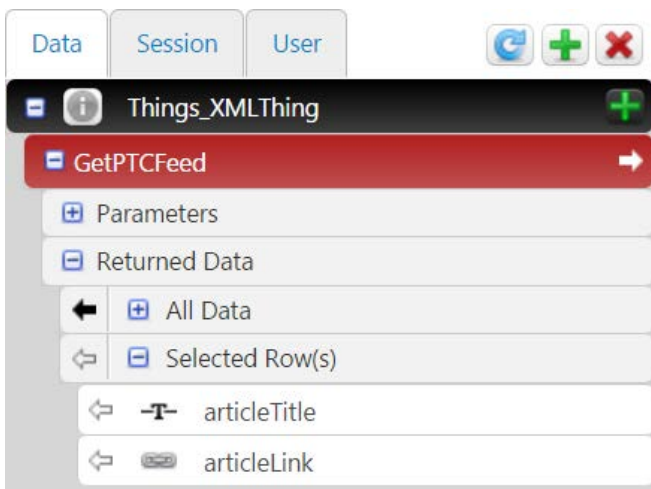 Data Session User
Things_XMLThing
GetPTCFeed
Parameters
Returned Data
All Data
Selected Row(s)
-T- articleTitle
articleLink